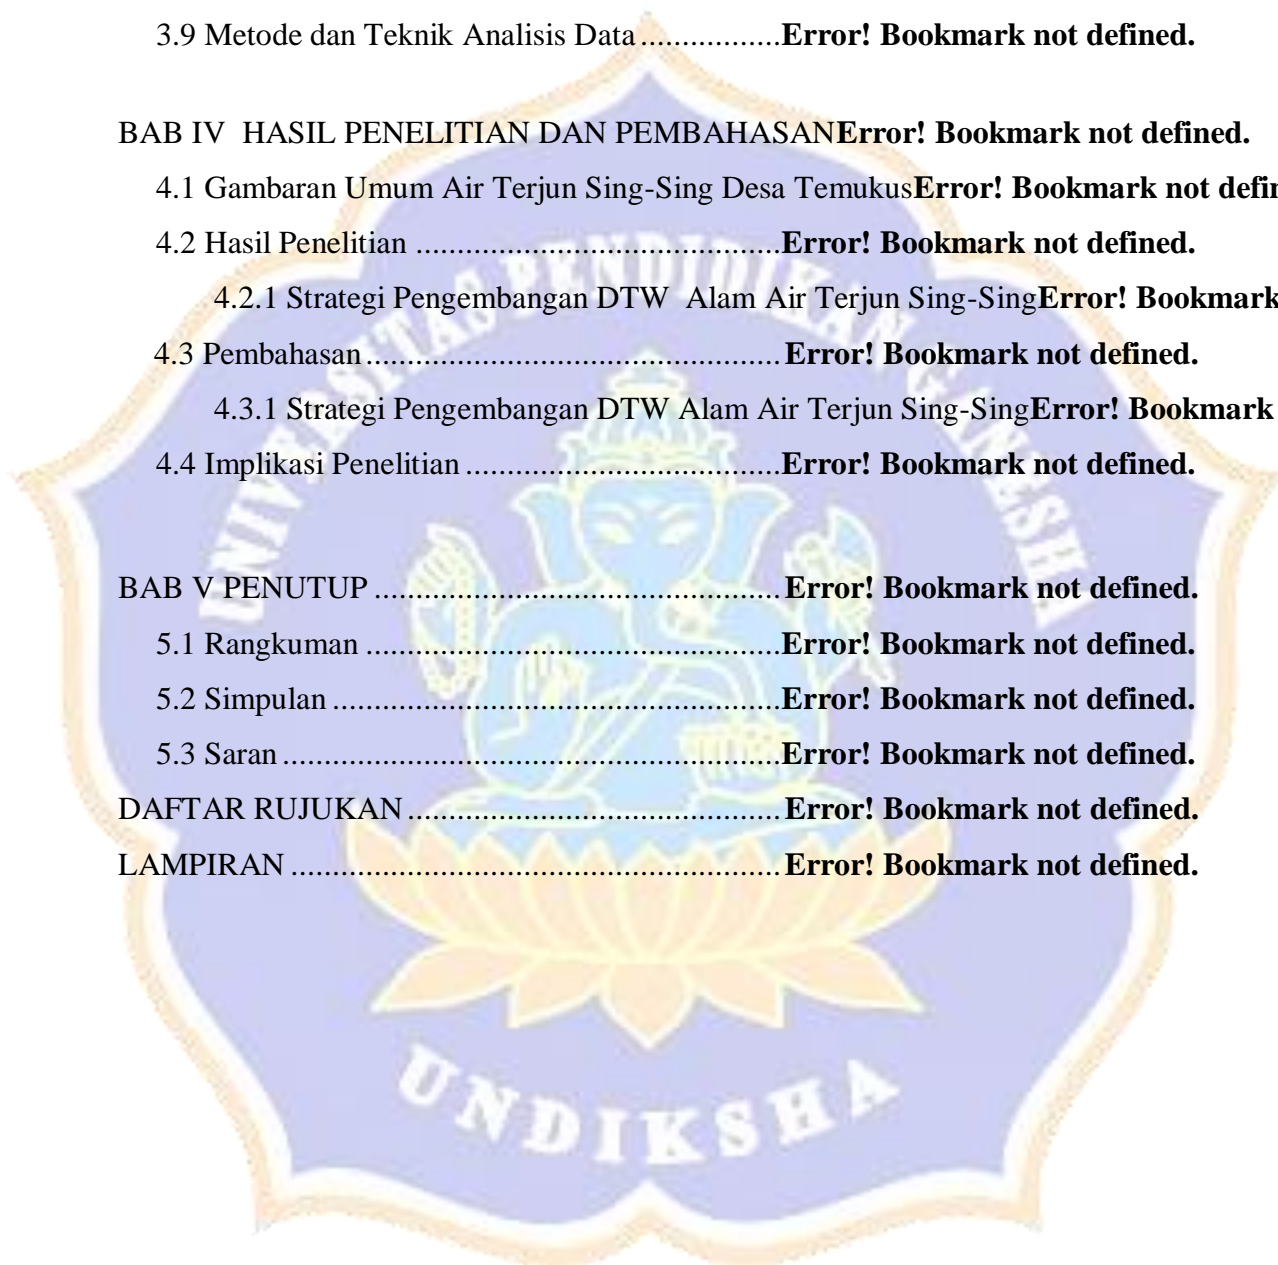 3.9 Metode dan Teknik Analisis Data.................Error! Bookmark not defined.
BAB IV  HASIL PENELITIAN DAN PEMBAHASANError! Bookmark not defined.
4.1 Gambaran Umum Air Terjun Sing-Sing Desa TemukusError! Bookmark not defin
4.2 Hasil Penelitian ............................................Error! Bookmark not defined.
4.2.1 Strategi Pengembangan DTW  Alam Air Terjun Sing-SingError! Bookmark
4.3 Pembahasan..................................................Error! Bookmark not defined.
4.3.1 Strategi Pengembangan DTW Alam Air Terjun Sing-SingError! Bookmark
4.4 Implikasi Penelitian ......................................Error! Bookmark not defined.
BAB V PENUTUP .................................................Error! Bookmark not defined.
5.1 Rangkuman ..................................................Error! Bookmark not defined.
5.2 Simpulan ......................................................Error! Bookmark not defined.
5.3 Saran ............................................................Error! Bookmark not defined.
DAFTAR RUJUKAN.............................................Error! Bookmark not defined.
LAMPIRAN ...........................................................Error! Bookmark not defined.
UNIVERSITAS PENDIDIKAN GANESHA
UNDIKSHA